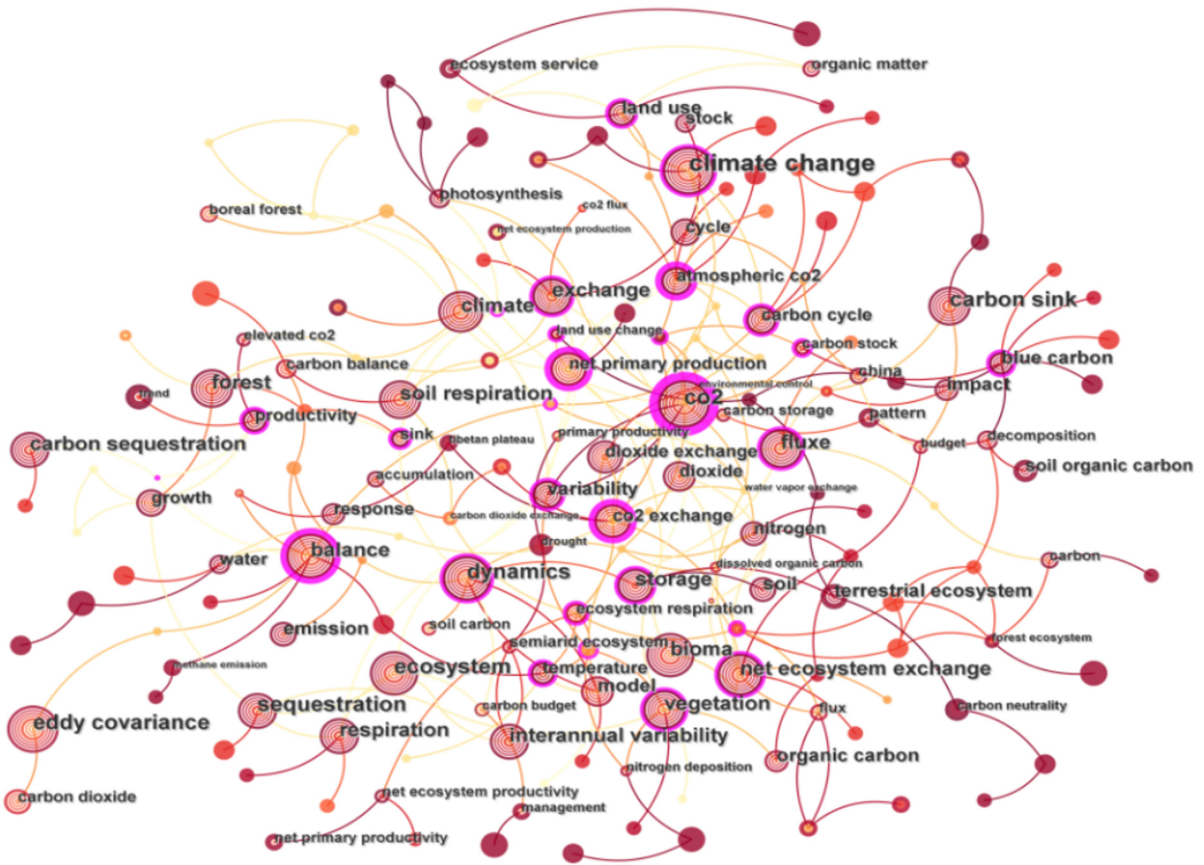 ecosystem service
organic matter
land use
stock
climate change
photosynthesis
co2 flux
boreal forest
net ecosystem production
cycle
atmospheric co2
exchange
climate
carbon sink
carbon cycle
land use change
elevated co2
carbon stock
blue carbon
carbon balance
net primary production
china
forest
environmental control
impact
trend
soil respiration
co2
carbon storage
pattern
productivity
sink
primary productivity
fluxe
budget
decomposition
carbon sequestration
tibetan plateau
dioxide exchange
soil organic carbon
accumulation
dioxide
growth
variability
water vapor exchange
response
carbon dioxide exchange
co2 exchange
nitrogen
drought
balance
water
carbon
dissolved organic carbon
dynamics
storage
soil
terrestrial ecosystem
ecosystem respiration
emission
soil carbon
semiarid ecosystem
forest ecosystem
bioma
methane emission
ecosystem
temperature
net ecosystem exchange
model
sequestration
carbon budget
vegetation
flux
carbon neutrality
eddy covariance
respiration
interannual variability
organic carbon
nitrogen deposition
carbon dioxide
net ecosystem productivity
management
net primary productivity